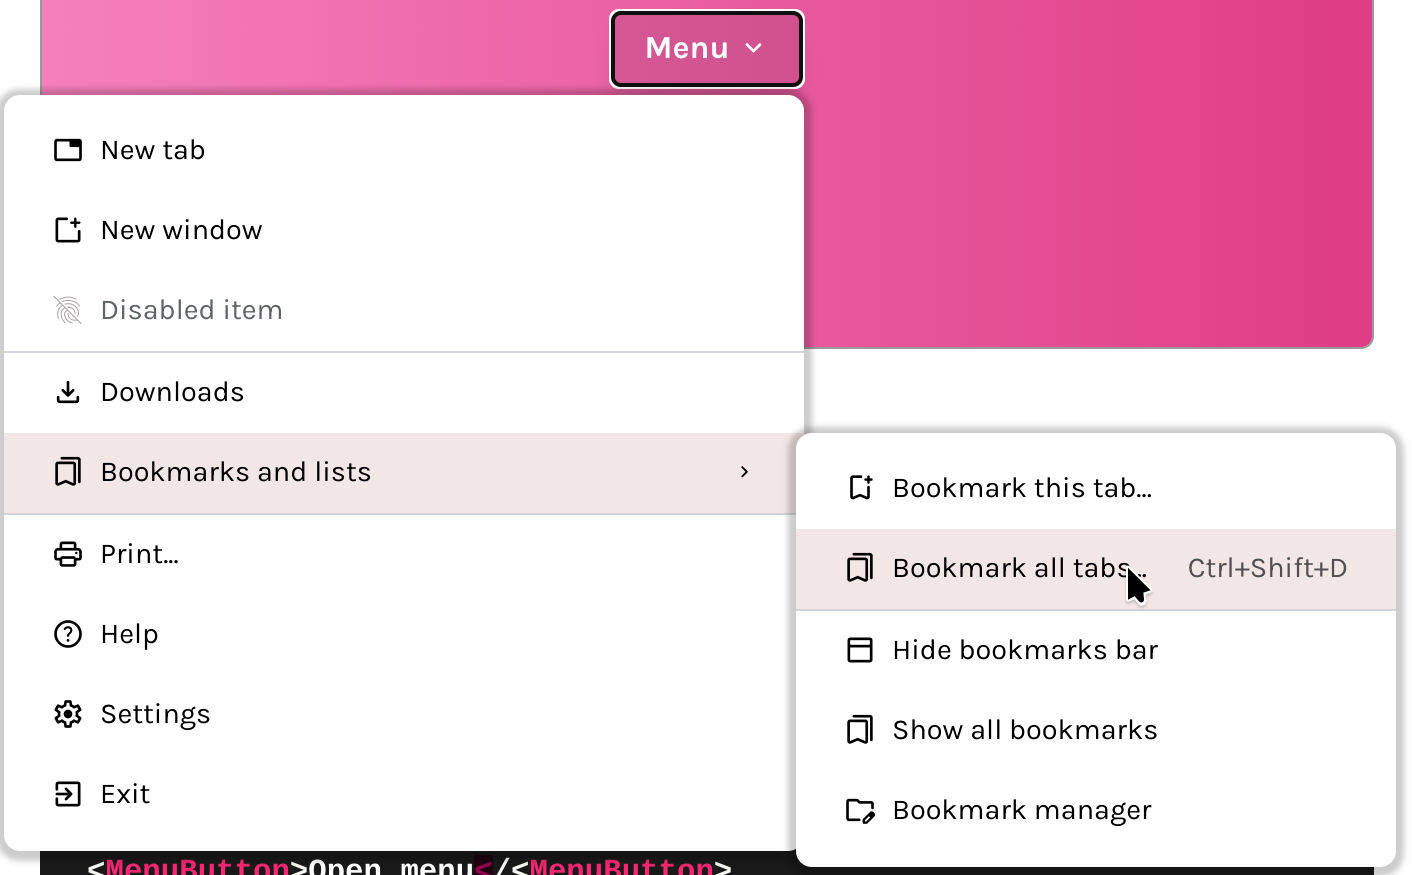 Menu
New tab
New window
Disabled item
Downloads
Bookmarks and lists
Print...
Help
Settings
Exit
Bookmark this tab...
Bookmark all tabs... Ctrl+Shift+D
Hide bookmarks bar
Show all bookmarks
Bookmark manager
<MenuButton>Open menu</<MenuButton>